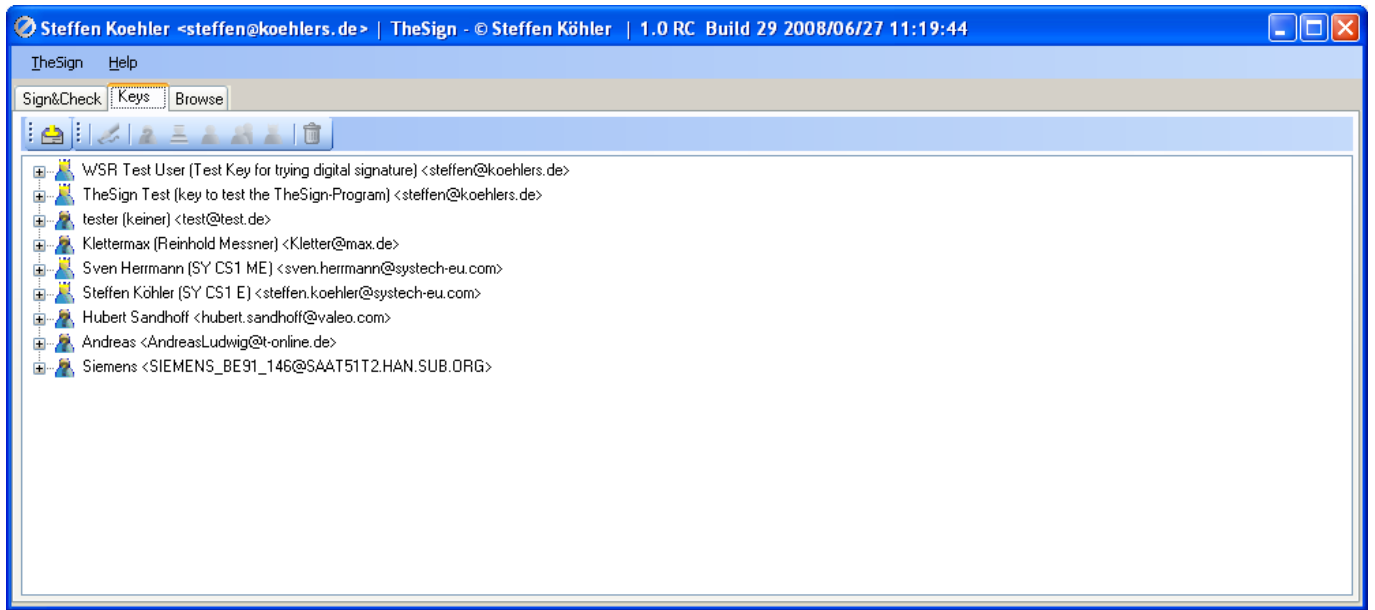 Steffen Koehler <steffen@koehlers.de> | TheSign - © Steffen Köhler | 1.0 RC Build 29 2008/06/27 11:19:44
TheSign Help
Sign&Check Keys Browse
WSR Test User (Test Key for trying digital signature) <steffen@koehlers.de>
TheSign Test (key to test the TheSign-Program) <steffen@koehlers.de>
tester (keiner) <test@test.de>
Klettermax (Reinhold Messner) <Kletter@max.de>
Sven Herrmann (SY CS1 ME) <sven.herrmann@systech-eu.com>
Steffen Köhler (SY CS1 E) <steffen.koehler@systech-eu.com>
Hubert Sandhoff <hubert.sandhoff@valeo.com>
Andreas <AndreasLudwig@t-online.de>
Siemens <SIEMENS_BE91_146@SAAT51T2.HAN.SUB.ORG>